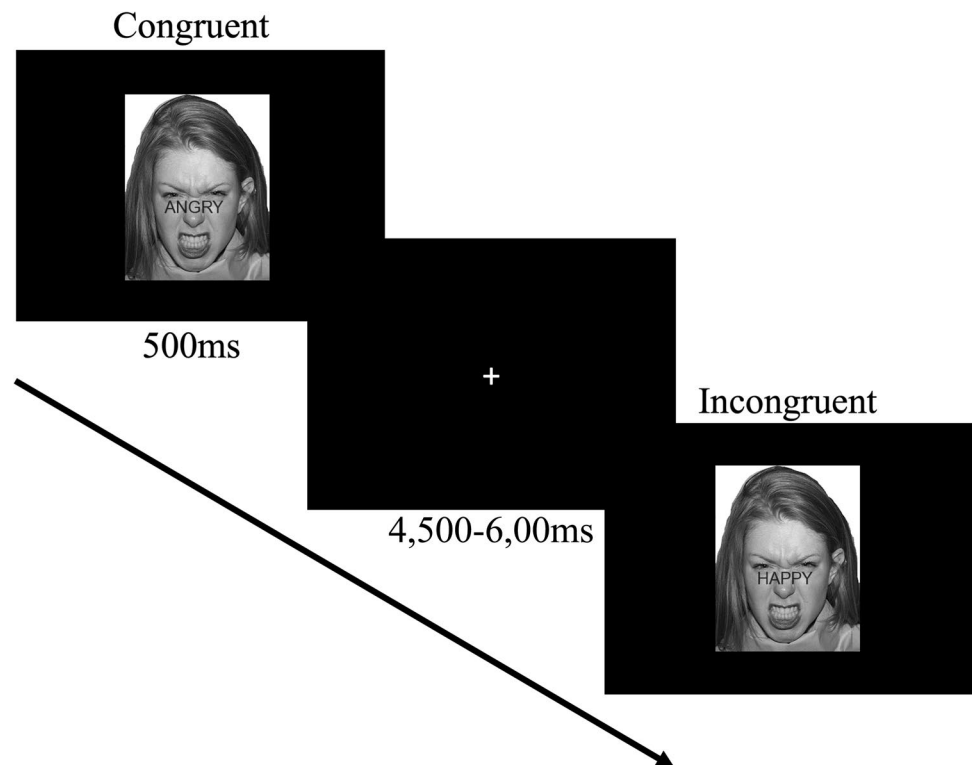 Congruent
ANGRY
500ms
+
4,500-6,00ms
Incongruent
HAPPY